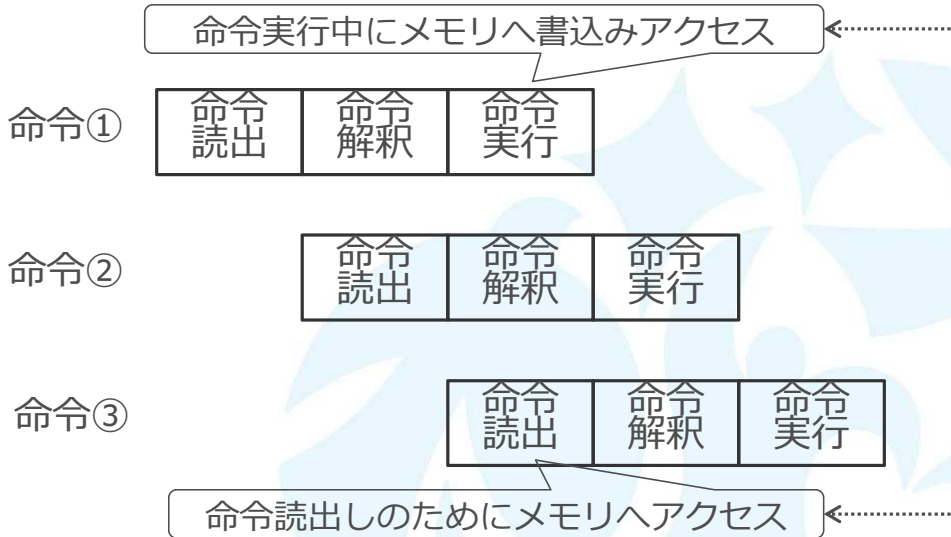 命令実行中にメモリへ書込みアクセス
命令①
命令
読出
命令
解釈
命令
実行
命令②
命令
読出
命令
解釈
命令
実行
命令③
命令
読出
命令
解釈
命令
実行
命令読出しのためにメモリへアクセス